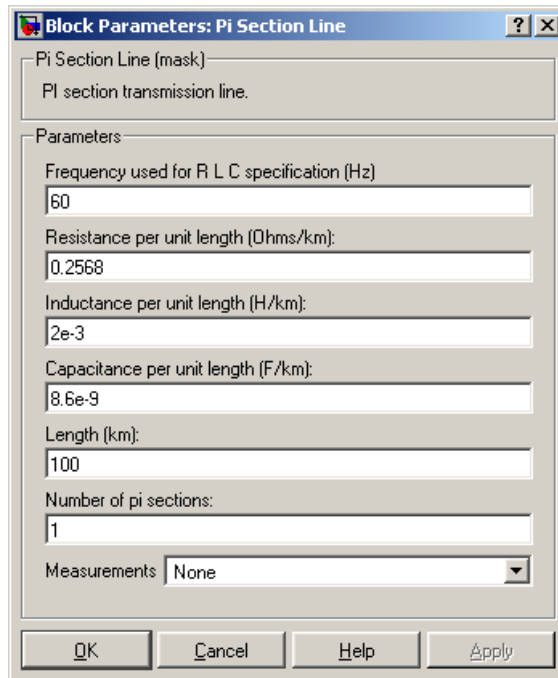 Block Parameters: Pi Section Line
Pi Section Line (mask)
PI section transmission line.
Parameters
Frequency used for R L C specification (Hz)
60
Resistance per unit length (Ohms/km):
0.2568
Inductance per unit length (H/km):
2e-3
Capacitance per unit length (F/km):
8.6e-9
Length (km):
100
Number of pi sections:
1
Measurements None
OK Cancel Help Apply